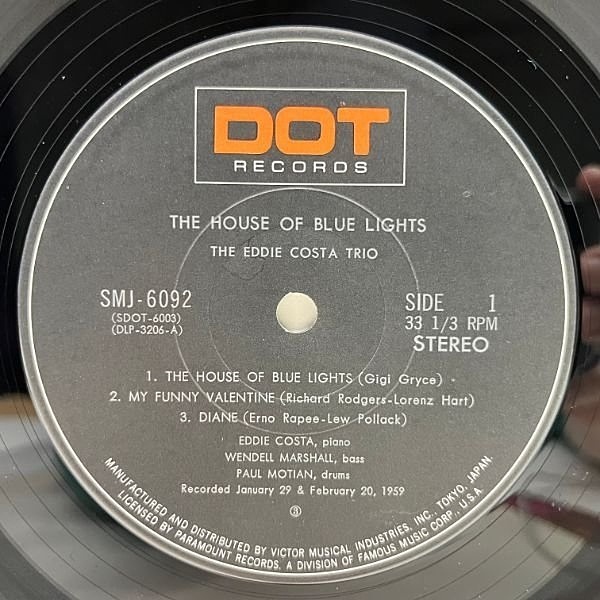 DOT
RECORDS
THE HOUSE OF BLUE LIGHTS
THE EDDIE COSTA TRIO
SMJ-6092
(SDOT-6003)
(DLP-3206-A)
SIDE 1
33 1/3 RPM
STEREO
1. THE HOUSE OF BLUE LIGHTS (Gigi Gryce)
2. MY FUNNY VALENTINE (Richard Rodgers-Lorenz Hart)
3. DIANE (Erno Rapee-Lew Pollack)
EDDIE COSTA, piano
WENDELL MARSHALL, bass
PAUL MOTIAN, drums
Recorded January 29 & February 20, 1959
③
MANUFACTURED AND DISTRIBUTED BY VICTOR MUSICAL INDUSTRIES, INC., TOKYO, JAPAN.
LICENSED BY PARAMOUNT RECORDS. A DIVISION OF FAMOUS MUSIC CORP., U.S.A.